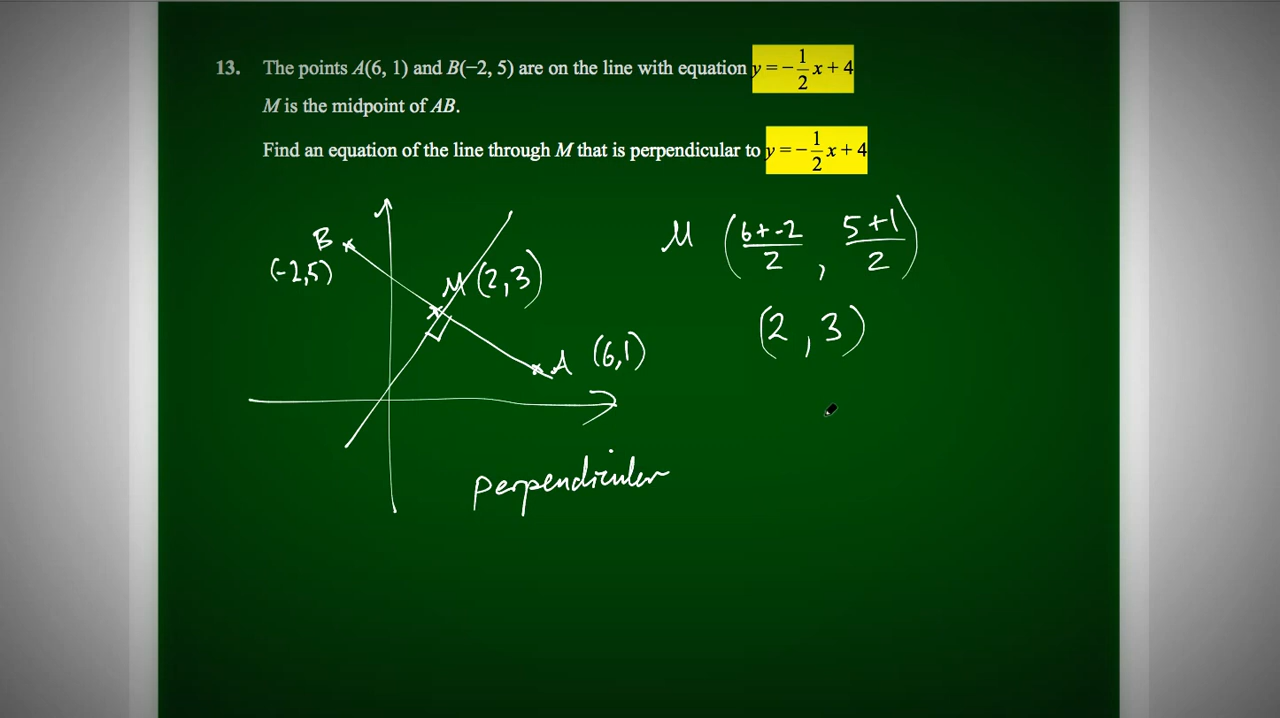 13. The points A(6, 1) and B(−2, 5) are on the line with equation y = −1/2 x + 4
M is the midpoint of AB.
Find an equation of the line through M that is perpendicular to y = −1/2 x + 4
B
(-2,5)
M (2,3)
A (6,1)
perpendicular
M (6+-2/2, 5+1/2)
(2, 3)